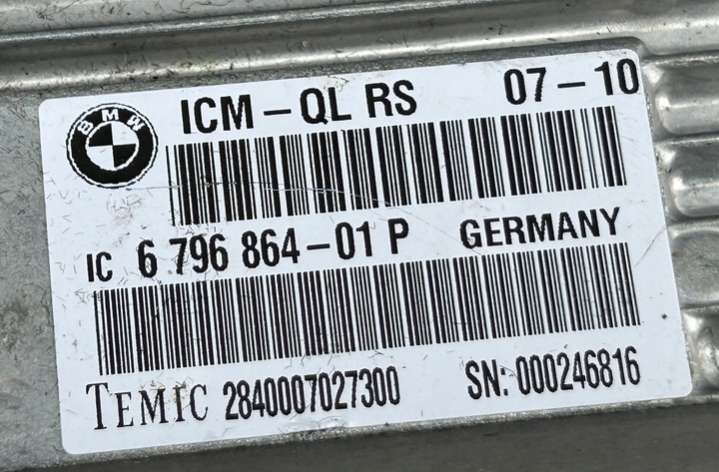 BMW
ICM-QL RS 07-10
IC 6 796 864-01 P GERMANY
TEMIC 2840007027300 SN: 000246816